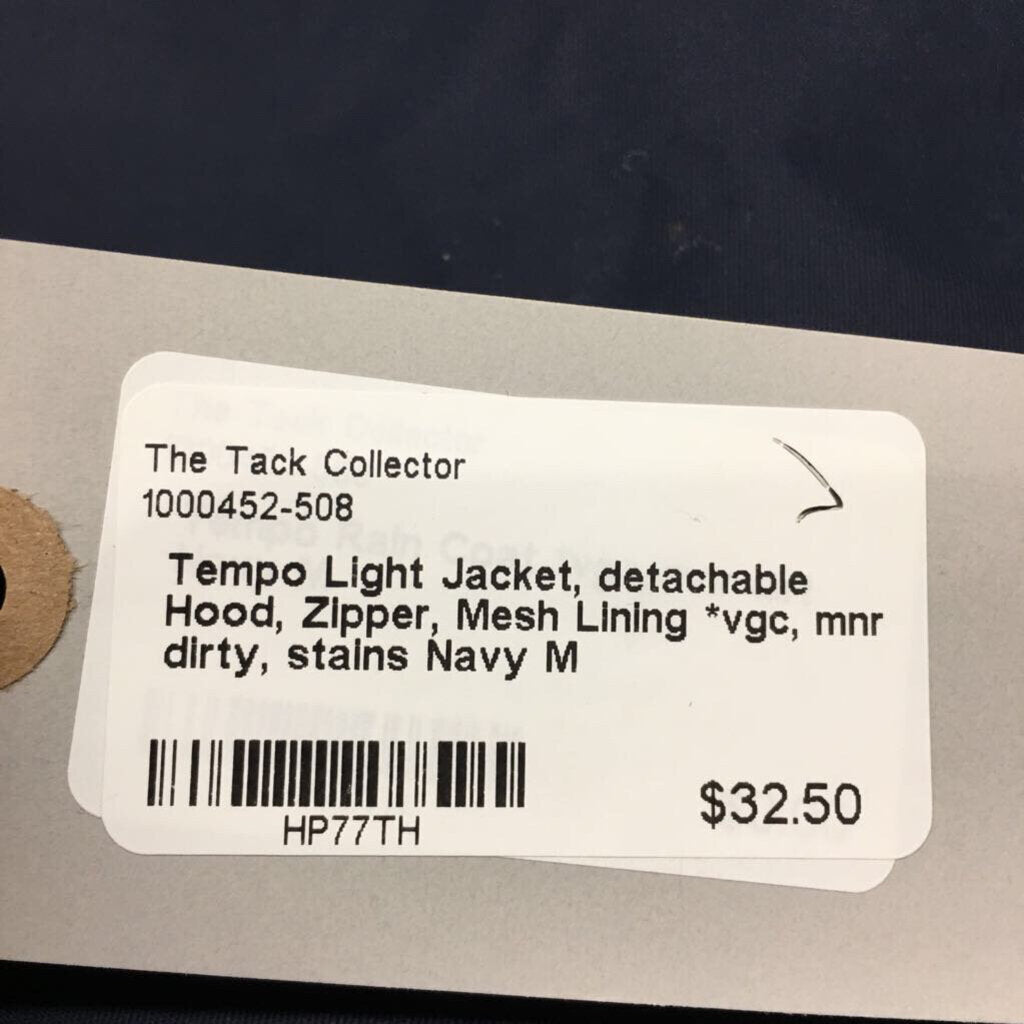 The Tack Collector
1000452-508
Tempo Light Jacket, detachable
Hood, Zipper, Mesh Lining *vgc, mnr
dirty, stains Navy M
HP77TH
$32.50